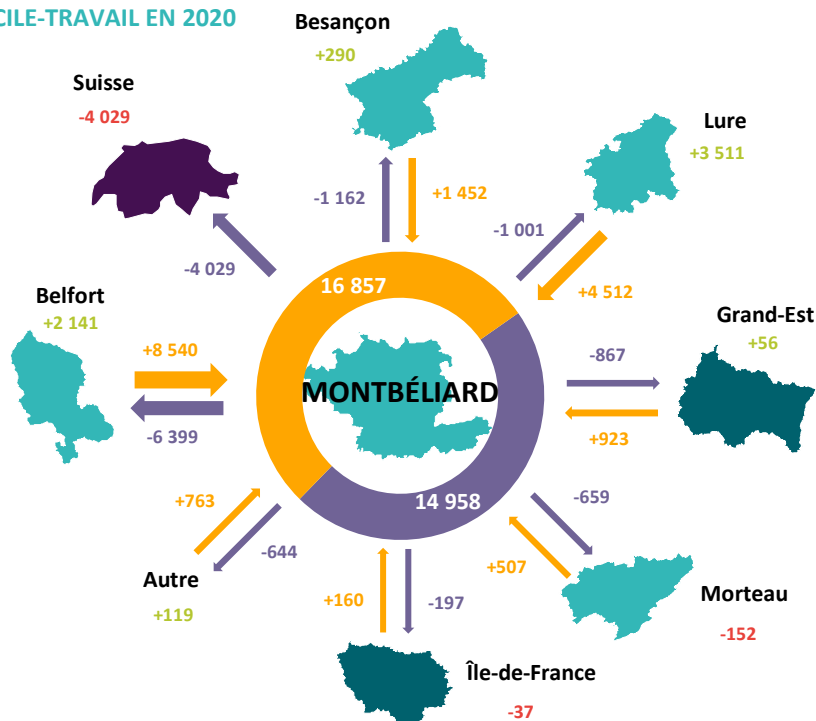 CILE-TRAVAIL EN 2020
Besançon
+290
Suisse
-4 029
Lure
+3 511
-1 162
+1 452
-1 001
-4 029
+4 512
16 857
Belfort
+2 141
Grand-Est
+56
+8 540
-867
MONTBÉLIARD
-6 399
+923
+763
14 958
-659
-644
+507
Autre
+119
+160
-197
Morteau
-152
Île-de-France
-37